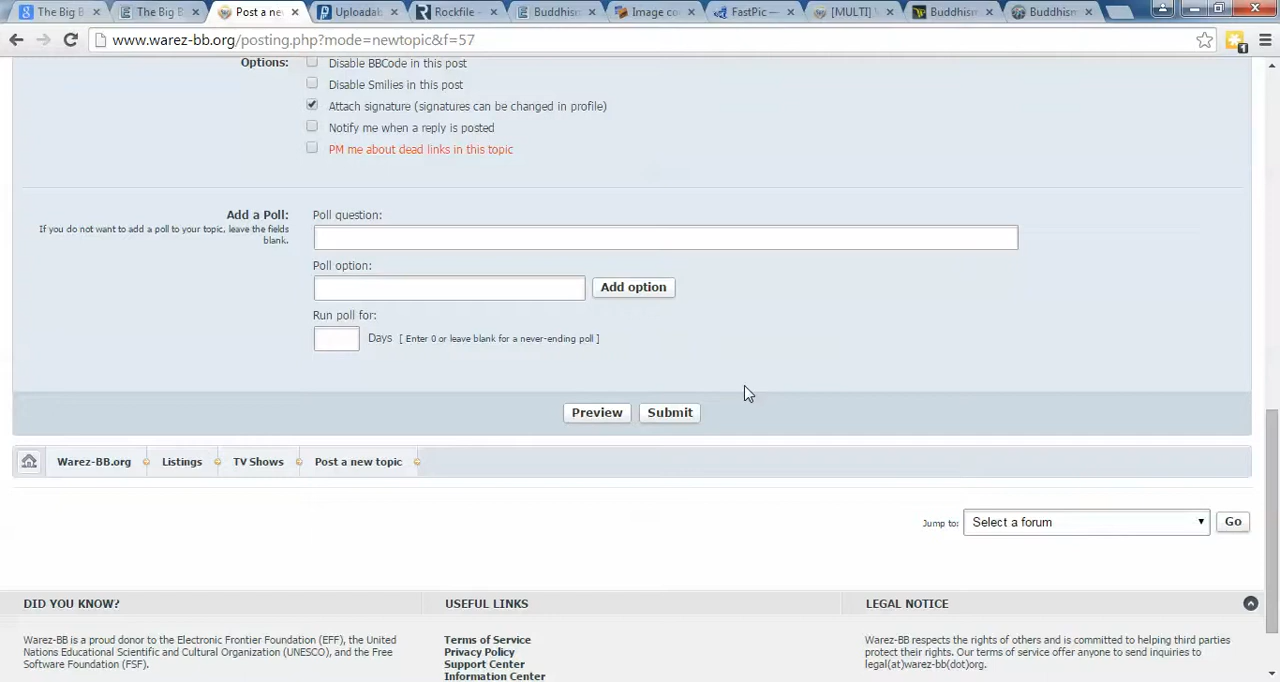 The Big B
The Big B
Post a ne
Uploadab
Rockfile -
Buddhism
Image co
FastPic —
[MULTI]
Buddhism
Buddhism
www.warez-bb.org/posting.php?mode=newtopic&f=57
1
Options:
Disable BBCode in this post
Disable Smilies in this post
Attach signature (signatures can be changed in profile)
Notify me when a reply is posted
PM me about dead links in this topic
Add a Poll:
If you do not want to add a poll to your topic, leave the fields
blank.
Poll question:
Poll option:
Add option
Run poll for:
Days [ Enter 0 or leave blank for a never-ending poll ]
Preview Submit
Warez-BB.org Listings TV Shows Post a new topic
Jump to: Select a forum Go
DID YOU KNOW?
Warez-BB is a proud donor to the Electronic Frontier Foundation (EFF), the United
Nations Educational Scientific and Cultural Organization (UNESCO), and the Free
Software Foundation (FSF).
USEFUL LINKS
Terms of Service
Privacy Policy
Support Center
Information Center
LEGAL NOTICE
Warez-BB respects the rights of others and is committed to helping third parties
protect their rights. Our terms of service offer anyone to send inquiries to
legal(at)warez-bb(dot)org.